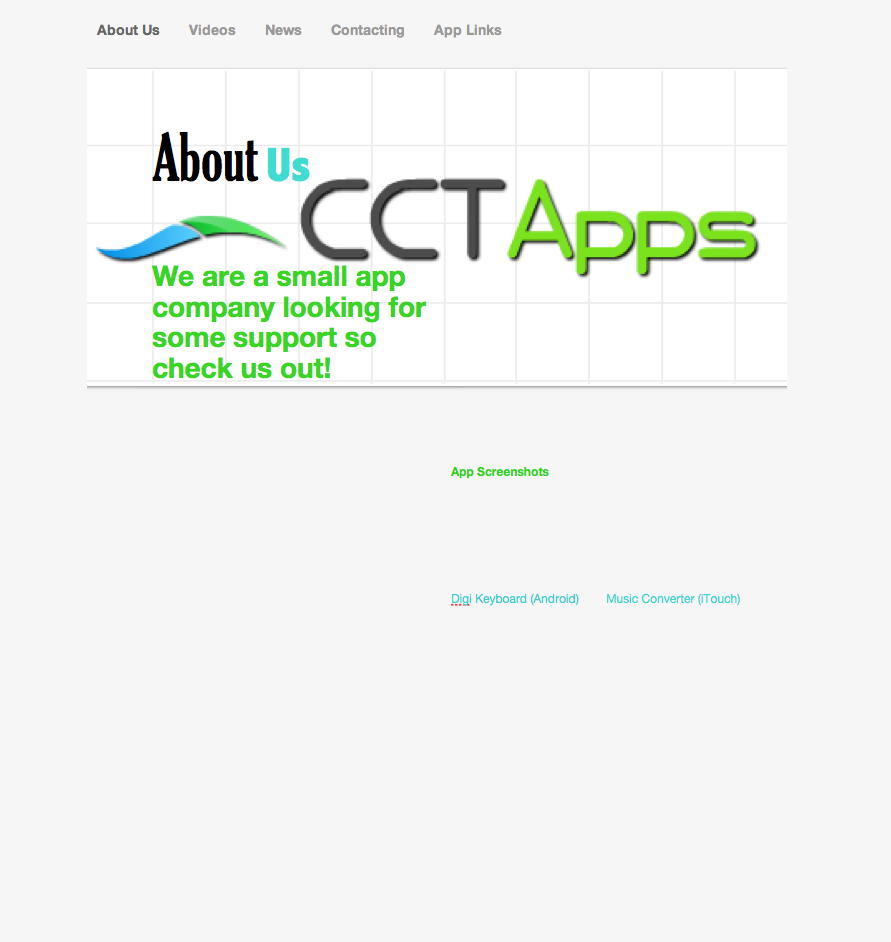 About Us Videos News Contacting App Links
About Us
CCTApps
We are a small app
company looking for
some support so
check us out!
App Screenshots
Digi Keyboard (Android) Music Converter (iTouch)